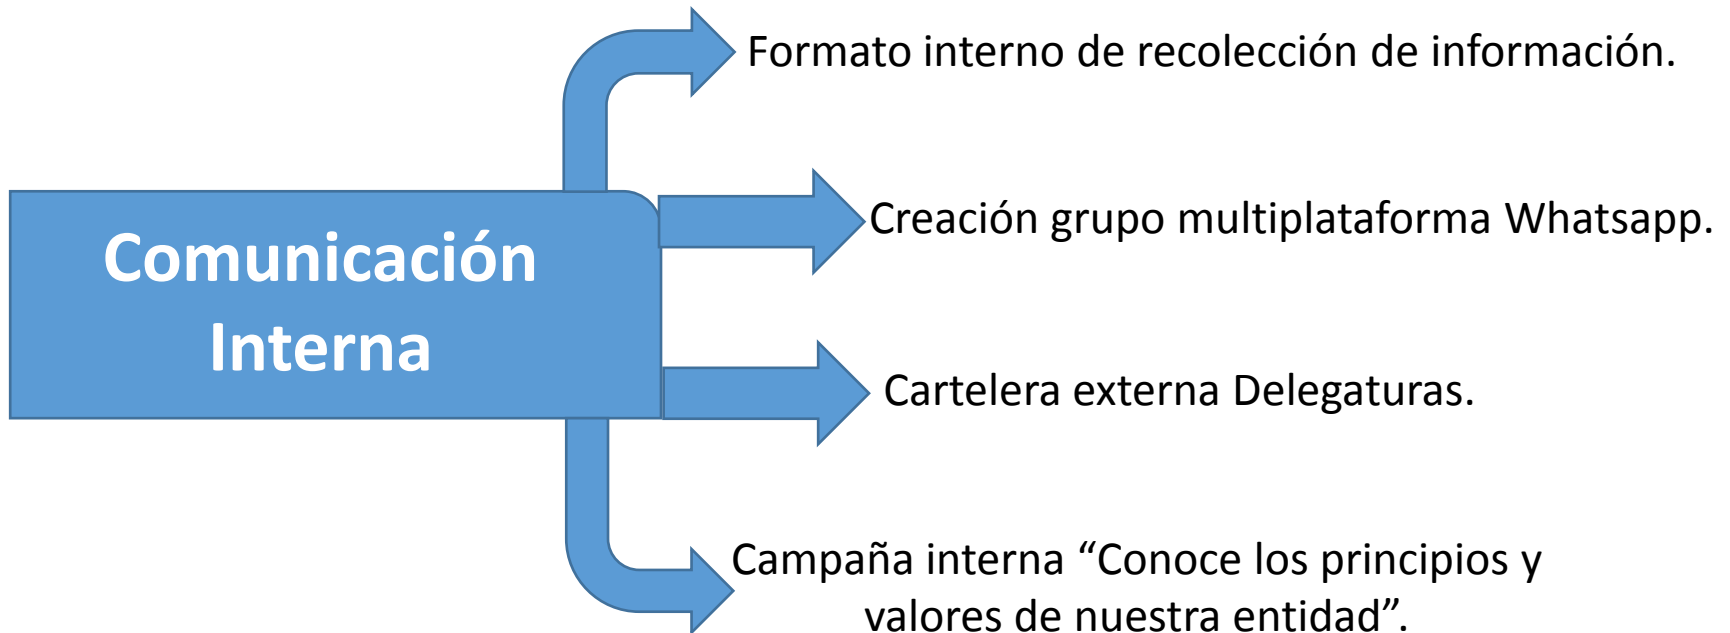 Formato interno de recolección de información.
Comunicación
Interna
Creación grupo multiplataforma Whatsapp.
Cartelera externa Delegaturas.
Campaña interna “Conoce los principios y
valores de nuestra entidad”.